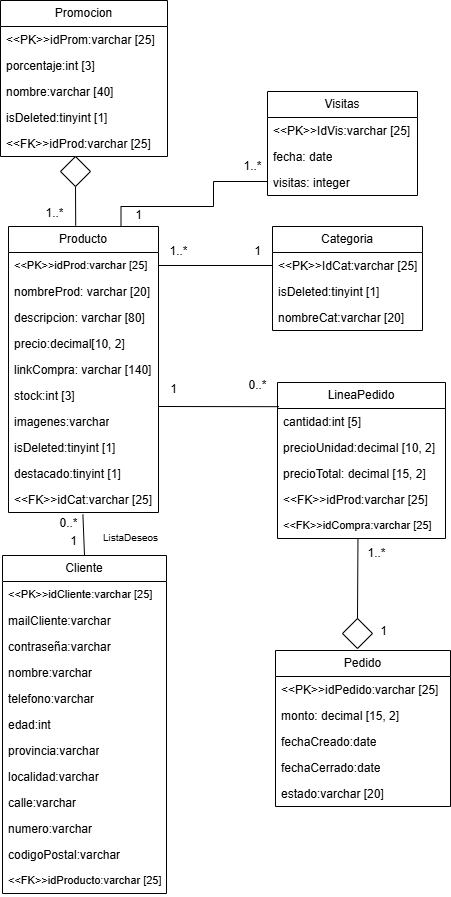 Promocion
<<PK>>idProm:varchar [25]
porcentaje:int [3]
nombre:varchar [40]
isDeleted:tinyint [1]
<<FK>>idProd:varchar [25]
1..*
Visitas
<<PK>>IdVis:varchar [25]
fecha: date
visitas: integer
1..*
1
Producto
<<PK>>idProd:varchar [25]
nombreProd: varchar [20]
descripcion: varchar [80]
precio:decimal[10, 2]
linkCompra: varchar [140]
stock:int [3]
imagenes:varchar
isDeleted:tinyint [1]
destacado:tinyint [1]
<<FK>>idCat:varchar [25]
1..*
1
Categoria
<<PK>>IdCat:varchar [25]
isDeleted:tinyint [1]
nombreCat:varchar [20]
1
0..*
LineaPedido
cantidad:int [5]
precioUnidad:decimal [10, 2]
precioTotal: decimal [15, 2]
<<FK>>idProd:varchar [25]
<<FK>>idCompra:varchar [25]
0..*
1
ListaDeseos
Cliente
<<PK>>idCliente:varchar [25]
mailCliente:varchar
contraseña:varchar
nombre:varchar
telefono:varchar
edad:int
provincia:varchar
localidad:varchar
calle:varchar
numero:varchar
codigoPostal:varchar
<<FK>>idProducto:varchar [25]
1..*
1
Pedido
<<PK>>idPedido:varchar [25]
monto: decimal [15, 2]
fechaCreado:date
fechaCerrado:date
estado:varchar [20]